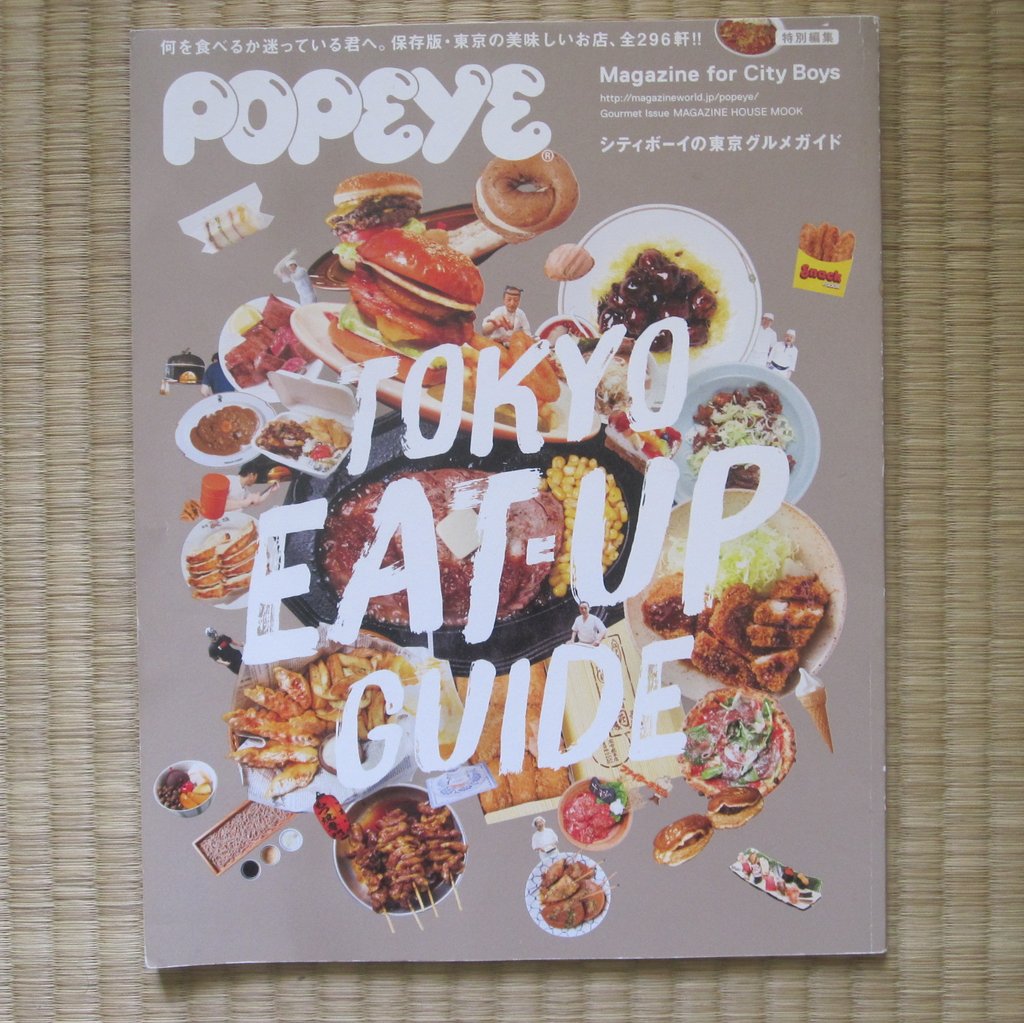 何を食べるか迷っている君へ。保存版・東京の美味しいお店、全296軒!!
特別編集
POPEYE®
Magazine for City Boys
http://magazineworld.jp/popeye/
Gourmet Issue MAGAZINE HOUSE MOOK
シティボーイの東京グルメガイド
Snack
TOKYO
EAT-UP
GUIDE